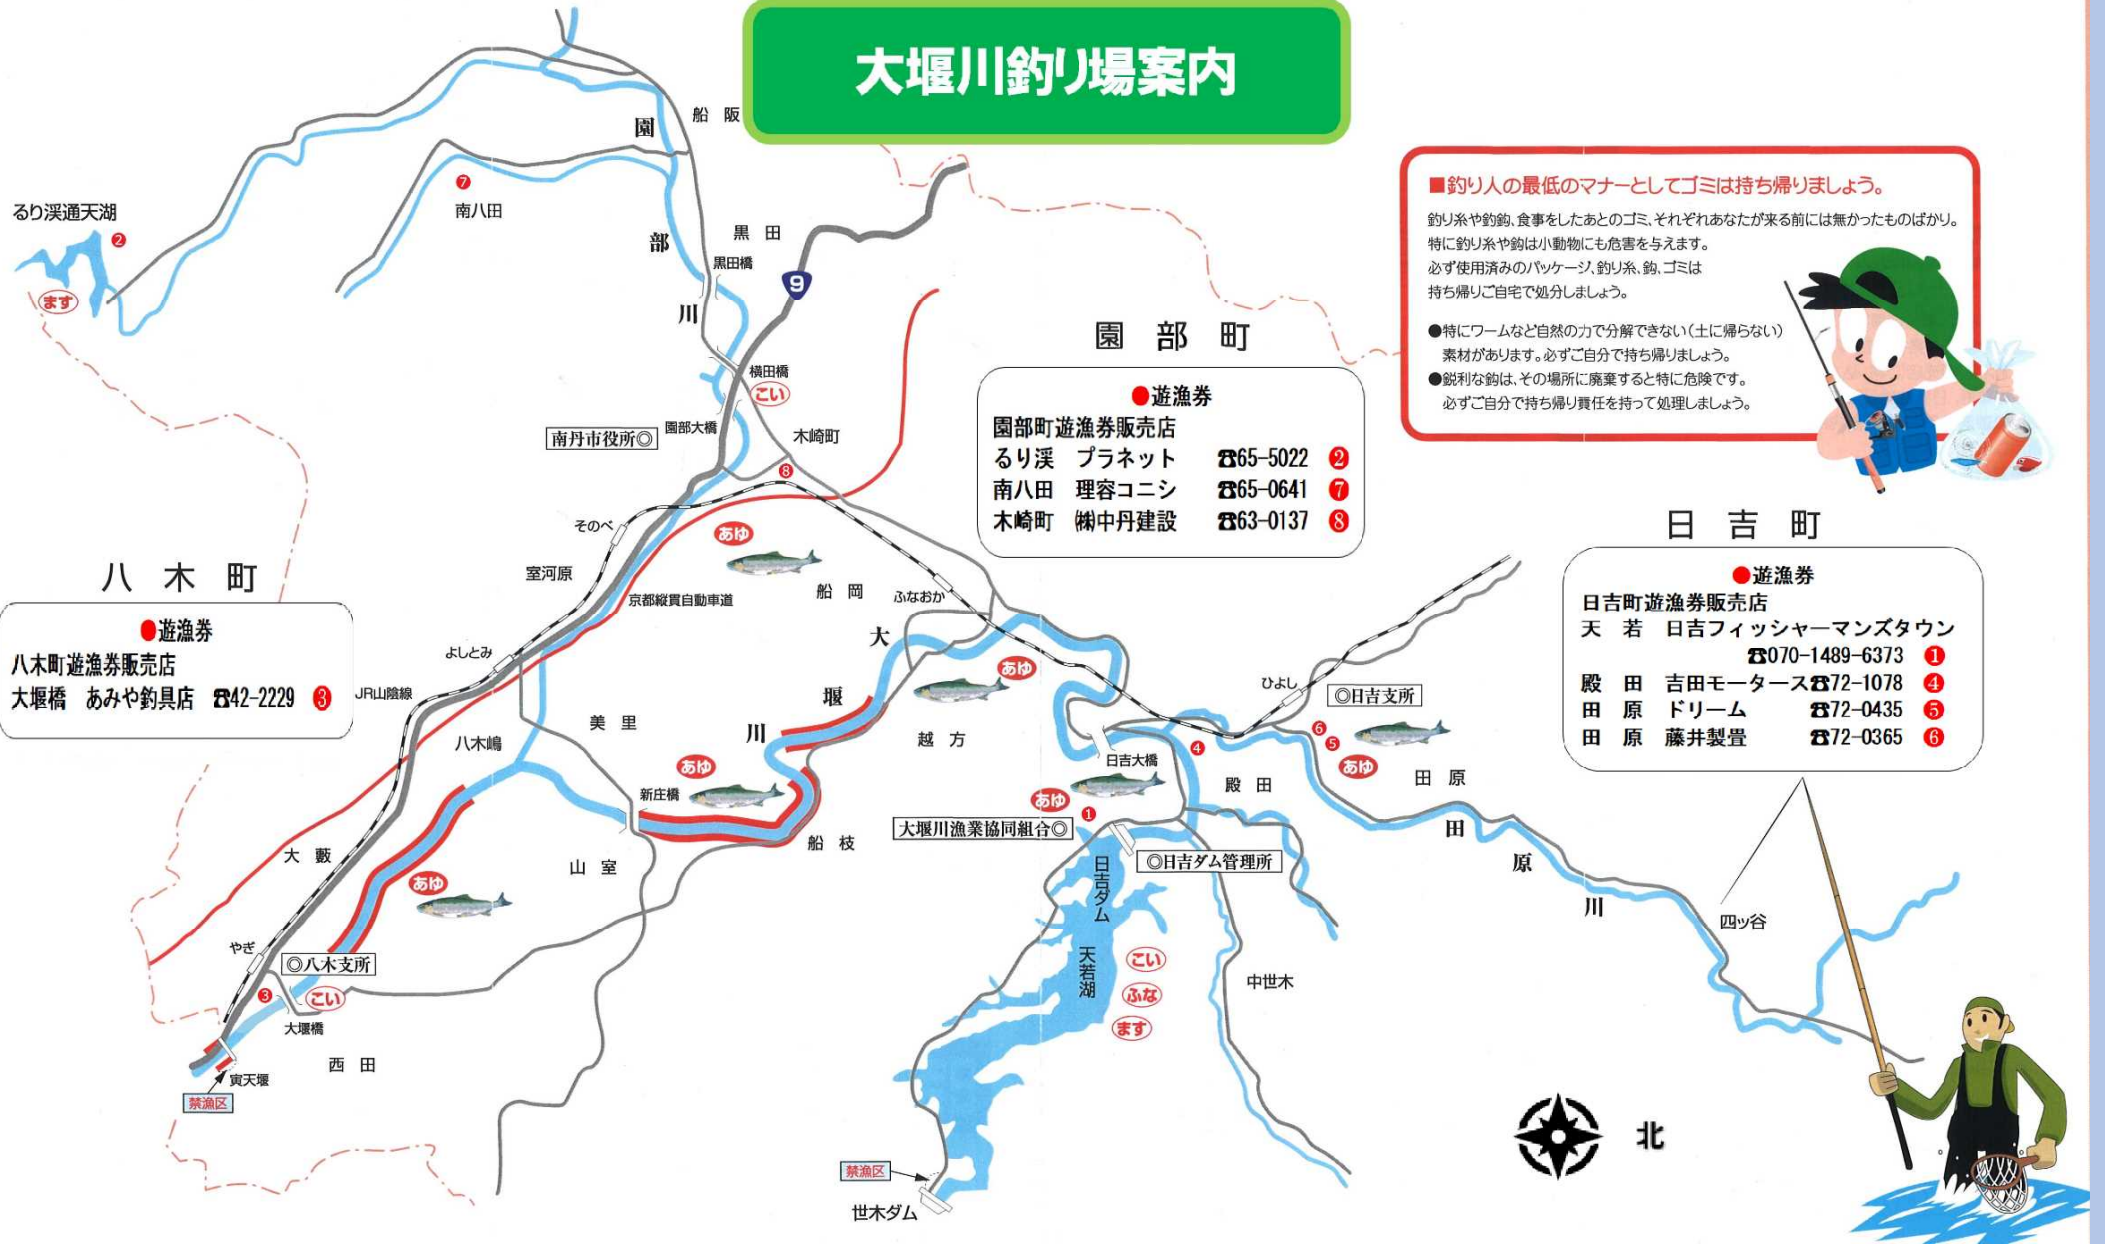 大堰川釣り場案内
■釣り人の最低のマナーとしてゴミは持ち帰りましょう。
釣り糸や釣鈎、食事をしたあとのゴミ、それぞれあなたが来る前には無かったものばかり。
特に釣り糸や鈎は小動物にも危害を与えます。
必ず使用済みのパッケージ、釣り糸、鈎、ゴミは
持ち帰りご自宅で処分しましょう。
●特にワームなど自然の力で分解できない（土に帰らない）
素材があります。必ずご自分で持ち帰りましょう。
●鋭利な鈎は、その場所に廃棄すると特に危険です。
必ずご自分で持ち帰り責任を持って処理しましょう。
園部町
●遊漁券
園部町遊漁券販売店
るり渓 プラネット ☎65-5022 ❷
南八田 理容コニシ ☎65-0641 ❼
木崎町 ㈱中丹建設 ☎63-0137 ❽
日吉町
●遊漁券
日吉町遊漁券販売店
天若 日吉フィッシャーマンズタウン
☎070-1489-6373 ❶
殿田 吉田モータース☎72-1078 ❹
田原 ドリーム ☎72-0435 ❺
田原 藤井製畳 ☎72-0365 ❻
八木町
●遊漁券
八木町遊漁券販売店
大堰橋 あみや釣具店 ☎42-2229 ❸
船阪
園部川
❼
南八田
るり渓通天湖
❷
ます
黒田
黒田橋
9
横田橋
こい
園部大橋
南丹市役所◎
木崎町
❽
そのべ
あゆ
室河原
京都縦貫自動車道
船岡
ふなおか
よしとみ
JR山陰線
大堰川
あゆ
ひよし
◎日吉支所
❻
❺
あゆ
田原
美里
八木嶋
越方
日吉大橋
❹
殿田
あゆ
新庄橋
あゆ
❶
大堰川漁業協同組合◎
◎日吉ダム管理所
田原川
船枝
山室
大藪
あゆ
日吉ダム
天若湖
こい
ふな
ます
中世木
四ッ谷
やぎ
◎八木支所
❸
こい
大堰橋
西田
寅天堰
禁漁区
禁漁区
世木ダム
北